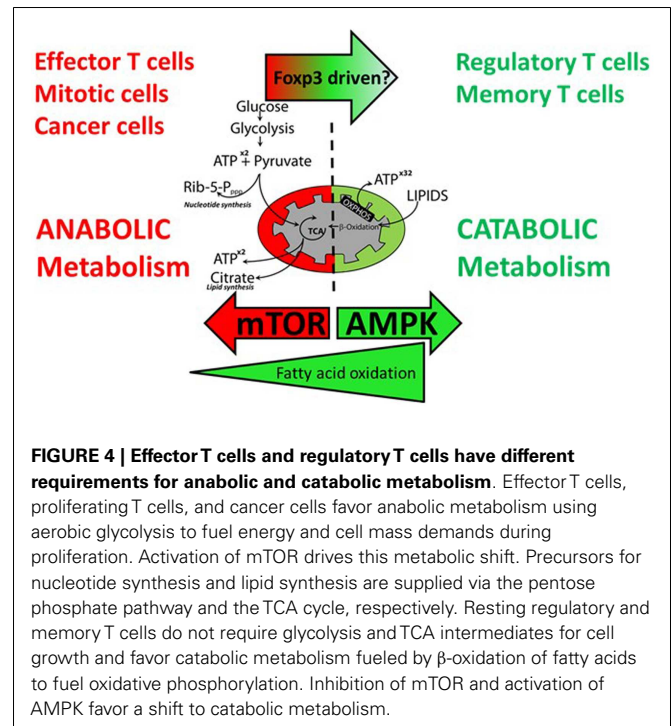 Effector T cells
Mitotic cells
Cancer cells
Foxp3 driven?
Regulatory T cells
Memory T cells
Glucose
Glycolysis
ATP x2 + Pyruvate
Rib-5-P PPP
Nucleotide synthesis
ATP x32
LIPIDS
OXPHOS
TCA
β-Oxidation
ANABOLIC
Metabolism
CATABOLIC
Metabolism
ATP x2
Citrate
Lipid synthesis
mTOR
AMPK
Fatty acid oxidation
FIGURE 4 | Effector T cells and regulatory T cells have different
requirements for anabolic and catabolic metabolism. Effector T cells,
proliferating T cells, and cancer cells favor anabolic metabolism using
aerobic glycolysis to fuel energy and cell mass demands during
proliferation. Activation of mTOR drives this metabolic shift. Precursors for
nucleotide synthesis and lipid synthesis are supplied via the pentose
phosphate pathway and the TCA cycle, respectively. Resting regulatory and
memory T cells do not require glycolysis and TCA intermediates for cell
growth and favor catabolic metabolism fueled by β-oxidation of fatty acids
to fuel oxidative phosphorylation. Inhibition of mTOR and activation of
AMPK favor a shift to catabolic metabolism.